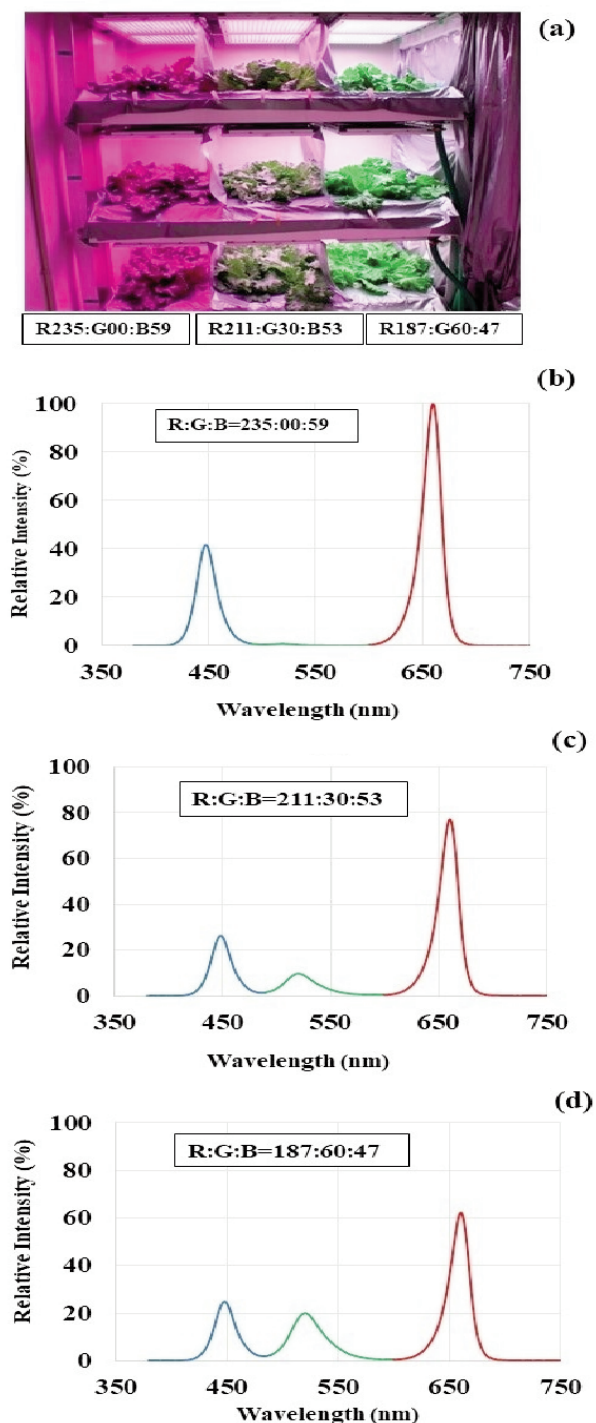 (a)
R235:G00:B59 R211:G30:B53 R187:G60:47
(b)
R:G:B=235:00:59
Relative Intensity (%)
100
80
60
40
20
0
350 450 550 650 750
Wavelength (nm)
(c)
R:G:B=211:30:53
Relative Intensity (%)
100
80
60
40
20
0
350 450 550 650 750
Wavelength (nm)
(d)
R:G:B=187:60:47
Relative Intensity (%)
100
80
60
40
20
0
350 450 550 650 750
Wavelength (nm)